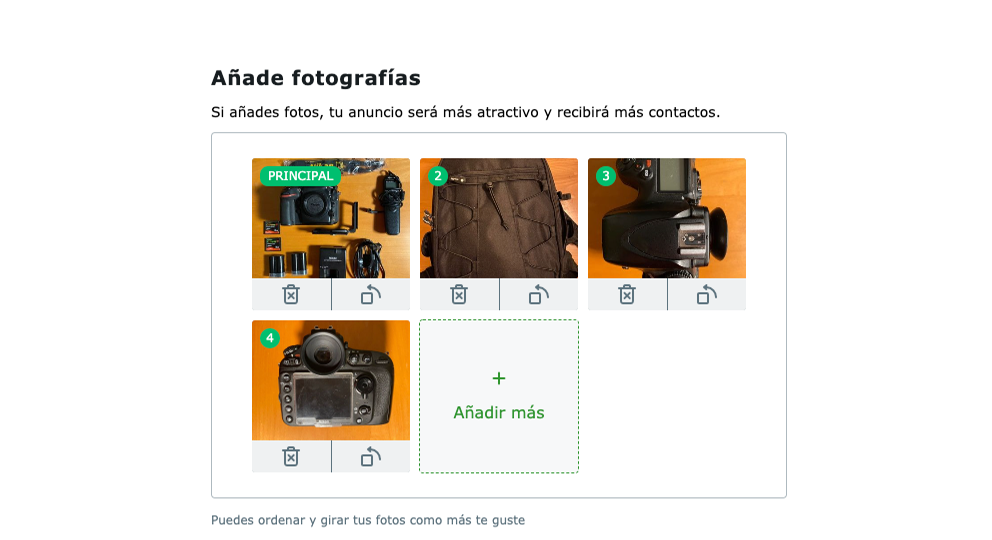 Añade fotografías
Si añades fotos, tu anuncio será más atractivo y recibirá más contactos.
PRINCIPAL
2
3
4
+
Añadir más
Puedes ordenar y girar tus fotos como más te guste